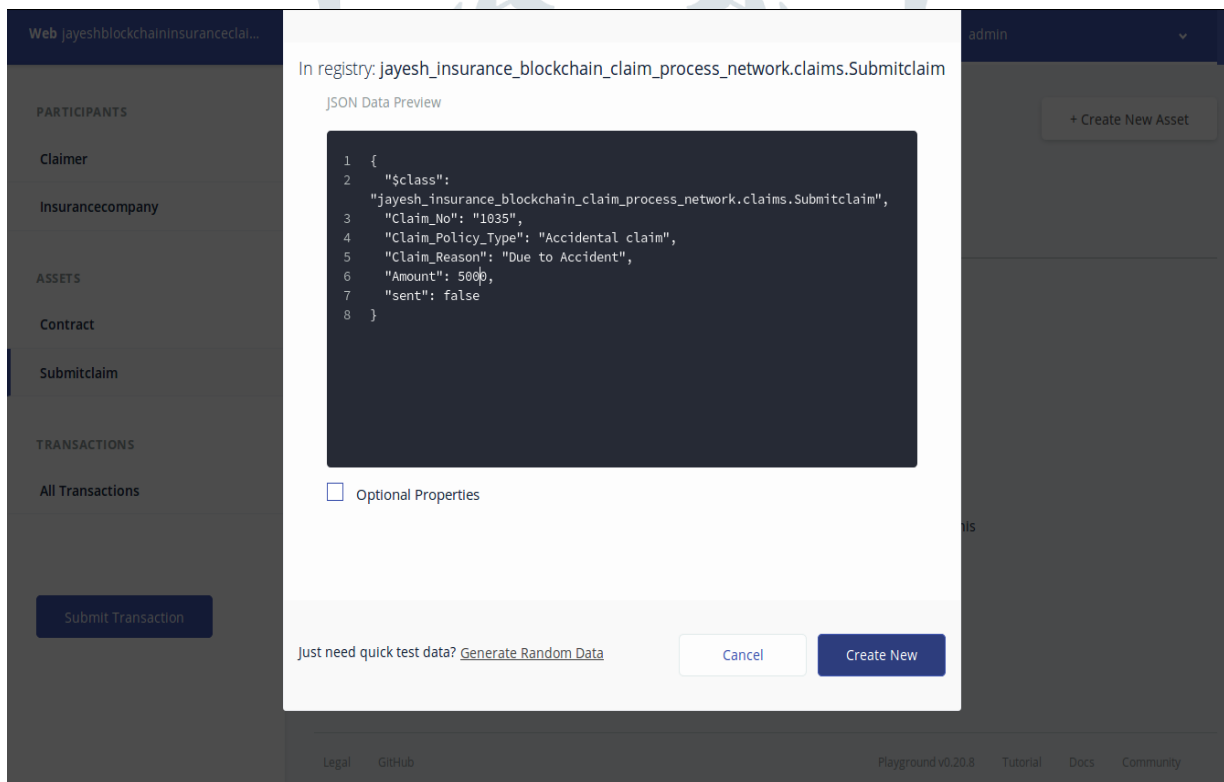 Web jayeshblockchaininsuranceclai...
admin
PARTICIPANTS
Claimer
Insurancecompany
ASSETS
Contract
Submitclaim
TRANSACTIONS
All Transactions
Submit Transaction
+ Create New Asset
In registry: jayesh_insurance_blockchain_claim_process_network.claims.Submitclaim
JSON Data Preview
1 {
2 "$class":
"jayesh_insurance_blockchain_claim_process_network.claims.Submitclaim",
3 "Claim_No": "1035",
4 "Claim_Policy_Type": "Accidental claim",
5 "Claim_Reason": "Due to Accident",
6 "Amount": 5000,
7 "sent": false
8 }
Optional Properties
Just need quick test data? Generate Random Data
Cancel
Create New
Legal GitHub
Playground v0.20.8 Tutorial Docs Community